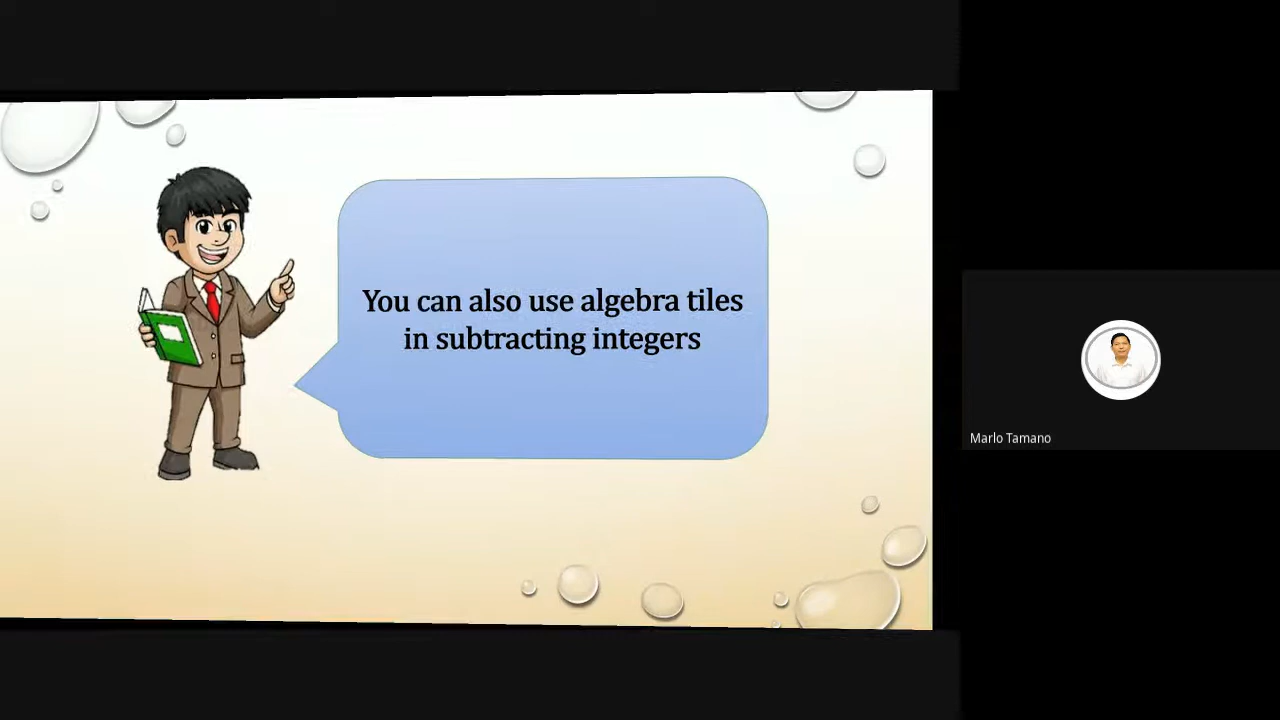 You can also use algebra tiles
in subtracting integers
Marlo Tamano